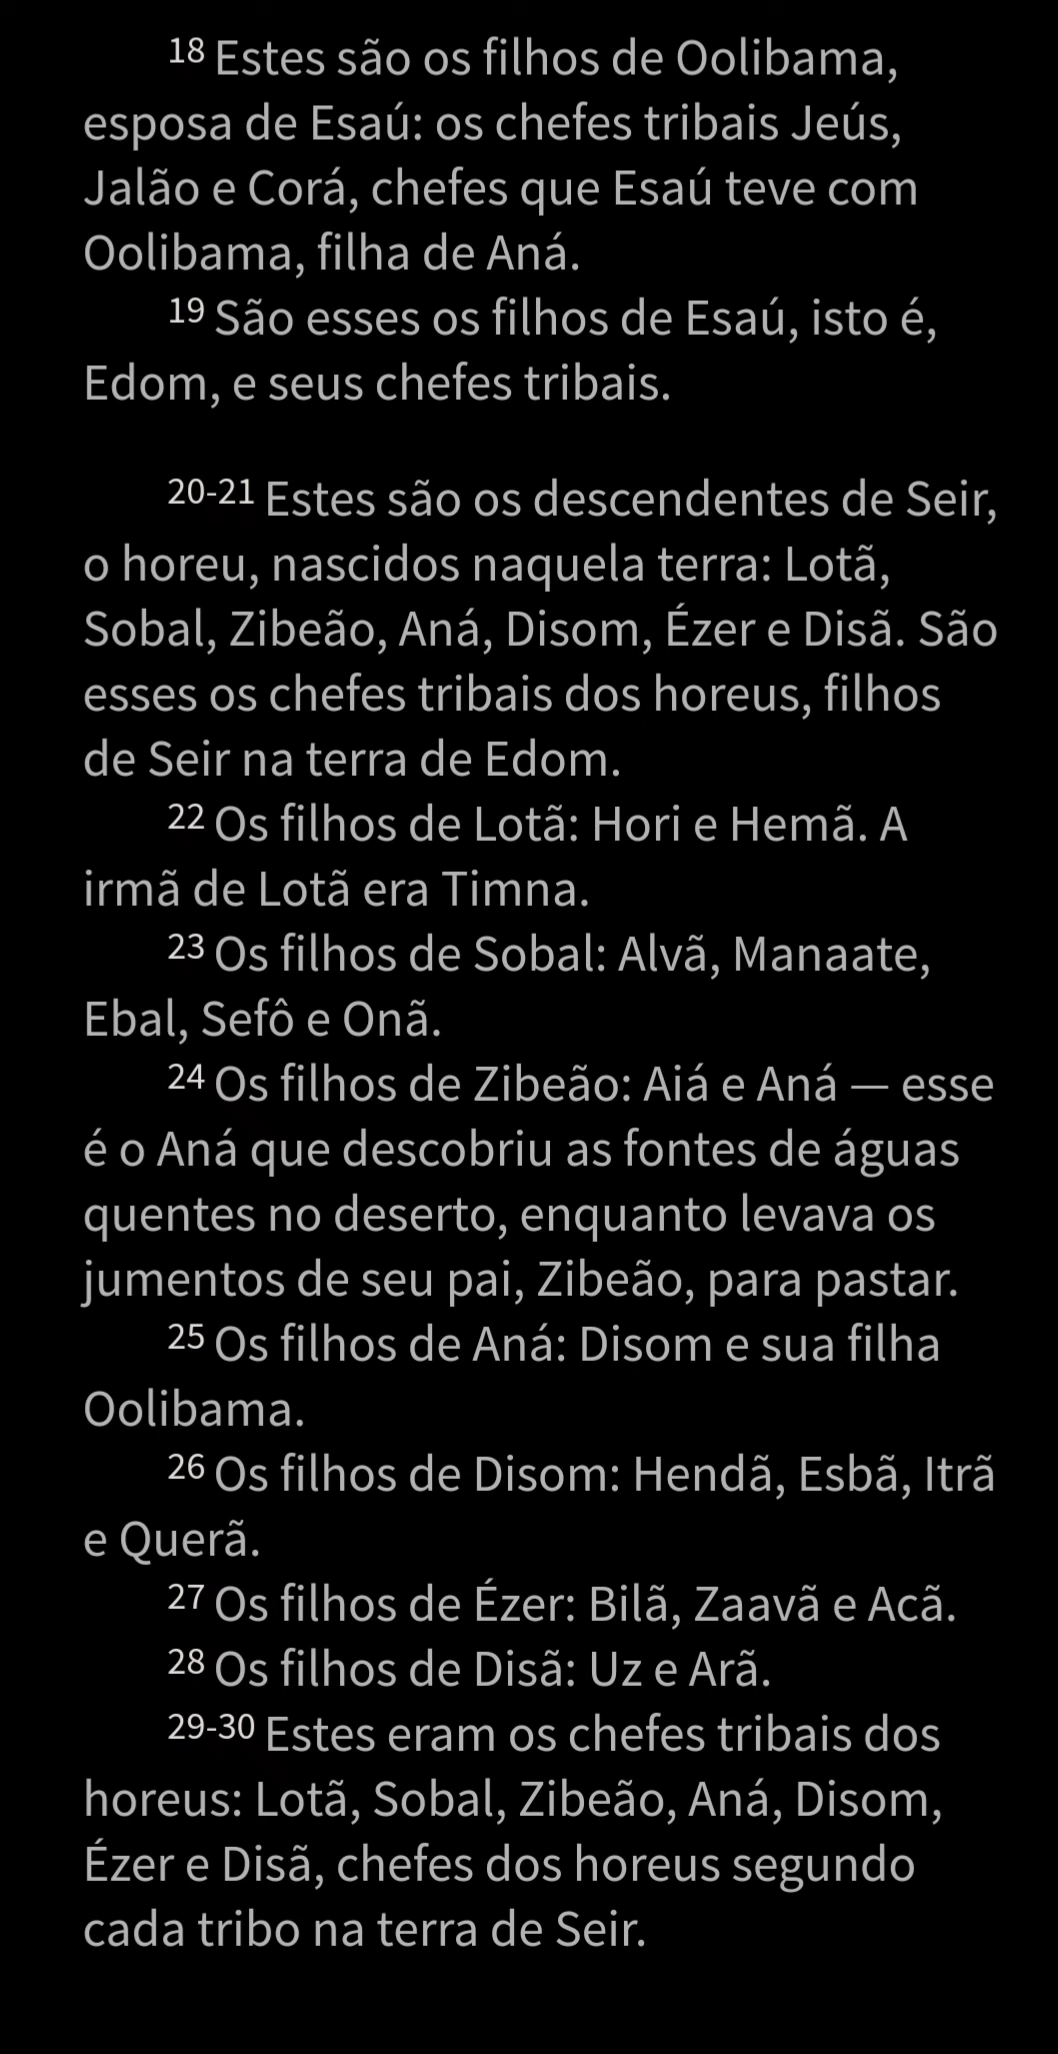 18 Estes são os filhos de Oolibama,
esposa de Esaú: os chefes tribais Jeús,
Jalão e Corá, chefes que Esaú teve com
Oolibama, filha de Aná.
19 São esses os filhos de Esaú, isto é,
Edom, e seus chefes tribais.
20-21 Estes são os descendentes de Seir,
o horeu, nascidos naquela terra: Lotã,
Sobal, Zibeão, Aná, Disom, Ézer e Disã. São
esses os chefes tribais dos horeus, filhos
de Seir na terra de Edom.
22 Os filhos de Lotã: Hori e Hemã. A
irmã de Lotã era Timna.
23 Os filhos de Sobal: Alvã, Manaate,
Ebal, Sefô e Onã.
24 Os filhos de Zibeão: Aiá e Aná — esse
é o Aná que descobriu as fontes de águas
quentes no deserto, enquanto levava os
jumentos de seu pai, Zibeão, para pastar.
25 Os filhos de Aná: Disom e sua filha
Oolibama.
26 Os filhos de Disom: Hendã, Esbã, Itrã
e Querã.
27 Os filhos de Ézer: Bilã, Zaavã e Acã.
28 Os filhos de Disã: Uz e Arã.
29-30 Estes eram os chefes tribais dos
horeus: Lotã, Sobal, Zibeão, Aná, Disom,
Ézer e Disã, chefes dos horeus segundo
cada tribo na terra de Seir.